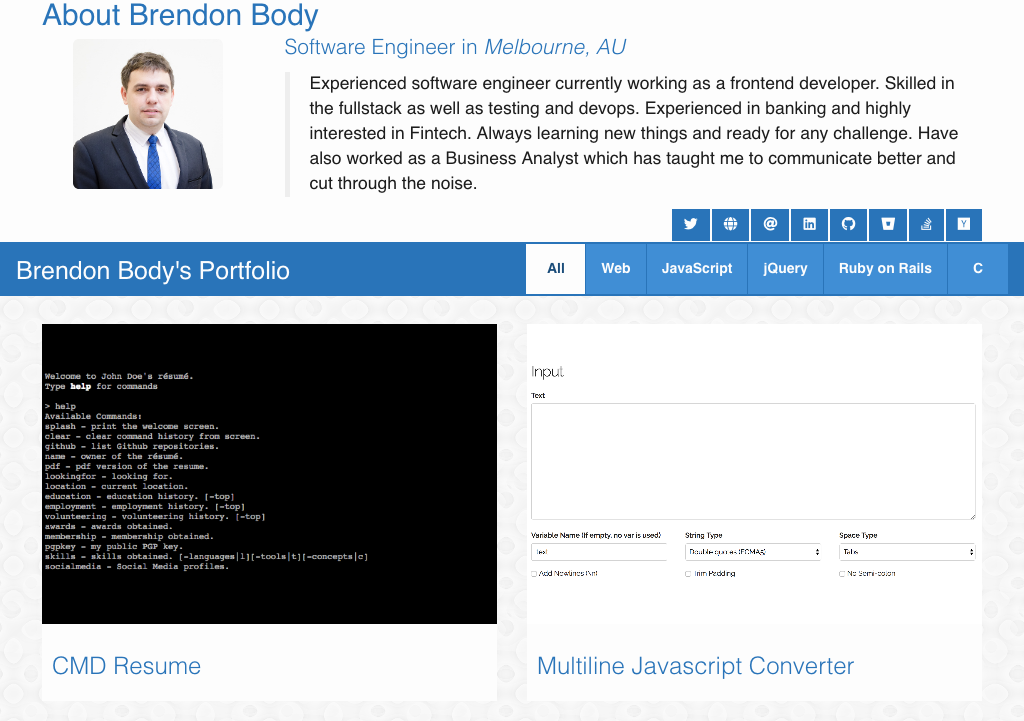 About Brendon Body
Software Engineer in Melbourne, AU
Experienced software engineer currently working as a frontend developer. Skilled in
the fullstack as well as testing and devops. Experienced in banking and highly
interested in Fintech. Always learning new things and ready for any challenge. Have
also worked as a Business Analyst which has taught me to communicate better and
cut through the noise.
Brendon Body's Portfolio
All Web JavaScript jQuery Ruby on Rails C
Welcome to John Doe's résumé.
Type help for commands
> help
Available Commands:
splash - print the welcome screen.
clear - clear command history from screen.
github - list Github repositories.
name - owner of the résumé.
pdf - pdf version of the resume.
lookingfor - looking for.
location - current location.
education - education history. [-top]
employment - employment history. [-top]
volunteering - volunteering history. [-top]
awards - awards obtained.
membership - membership obtained.
pgpkey - my public PGP key.
skills - skills obtained. [-languages|l][-tools|t][-concepts|c]
socialmedia - Social Media profiles.
CMD Resume
Input
Text
Variable Name (If empty, no var is used) String Type Space Type
text Double quotes (ECMA5) Tabs
Add Newlines (\n) Trim Padding No Semi-colon
Multiline Javascript Converter